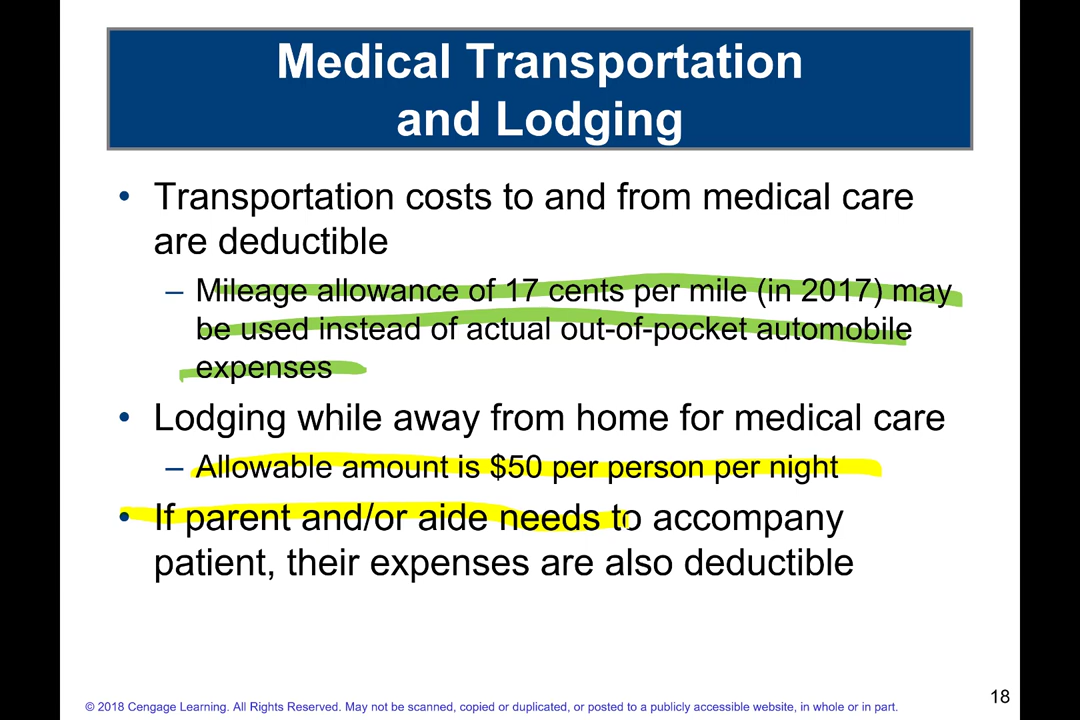 Medical Transportation
and Lodging
• Transportation costs to and from medical care
are deductible
– Mileage allowance of 17 cents per mile (in 2017) may
be used instead of actual out-of-pocket automobile
expenses
• Lodging while away from home for medical care
– Allowable amount is $50 per person per night
• If parent and/or aide needs to accompany
patient, their expenses are also deductible
18
© 2018 Cengage Learning. All Rights Reserved. May not be scanned, copied or duplicated, or posted to a publicly accessible website, in whole or in part.